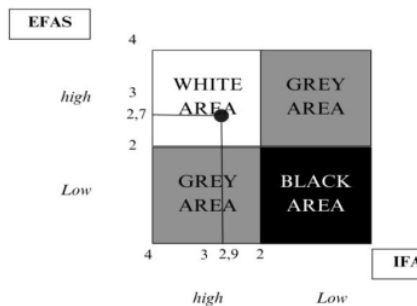 EFAS
4
WHITE AREA GREY AREA
high 3
2,7
2
Low GREY AREA BLACK AREA
4 3 2,9 2
IFA
high Low